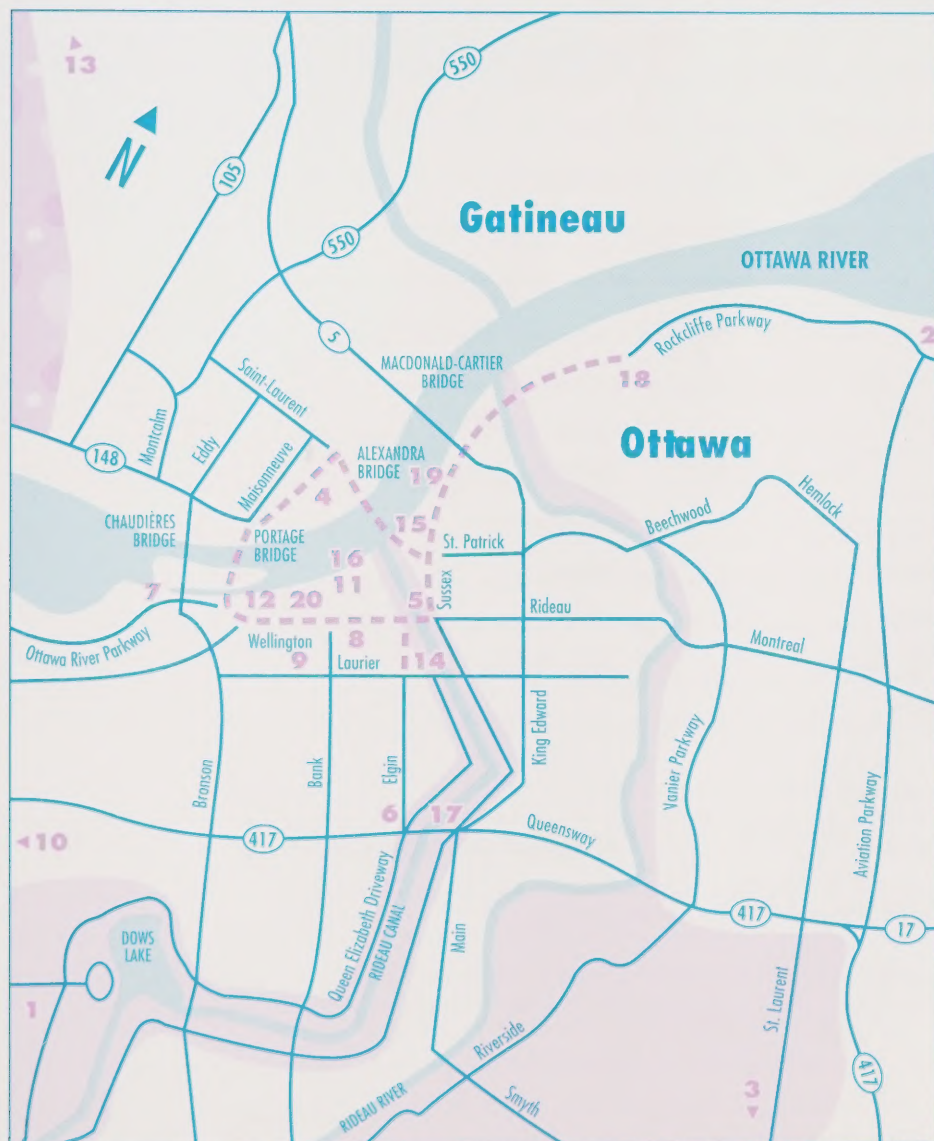 13
550
N
105
Gatineau
550
OTTAWA RIVER
5
Rockcliffe Parkway
2
MACDONALD-CARTIER
BRIDGE
Saint-Laurent
18
Montcalm
Eddy
Ottawa
148
ALEXANDRA
BRIDGE
Maisonneuve
19
4
Hemlock
CHAUDIÈRES
BRIDGE
PORTAGE
BRIDGE
15
Beechwood
St. Patrick
16
7
11
12
20
5
Sussex
Rideau
Ottawa River Parkway
Wellington
8
Montreal
9
Laurier
14
King Edward
Bronson
Bank
Elgin
Vanier Parkway
Aviation Parkway
6
17
10
417
Queensway
Queen Elizabeth Driveway
RIDEAU CANAL
417
17
DOWS
LAKE
Main
1
St. Laurent
Riverside
417
RIDEAU RIVER
Smyth
3